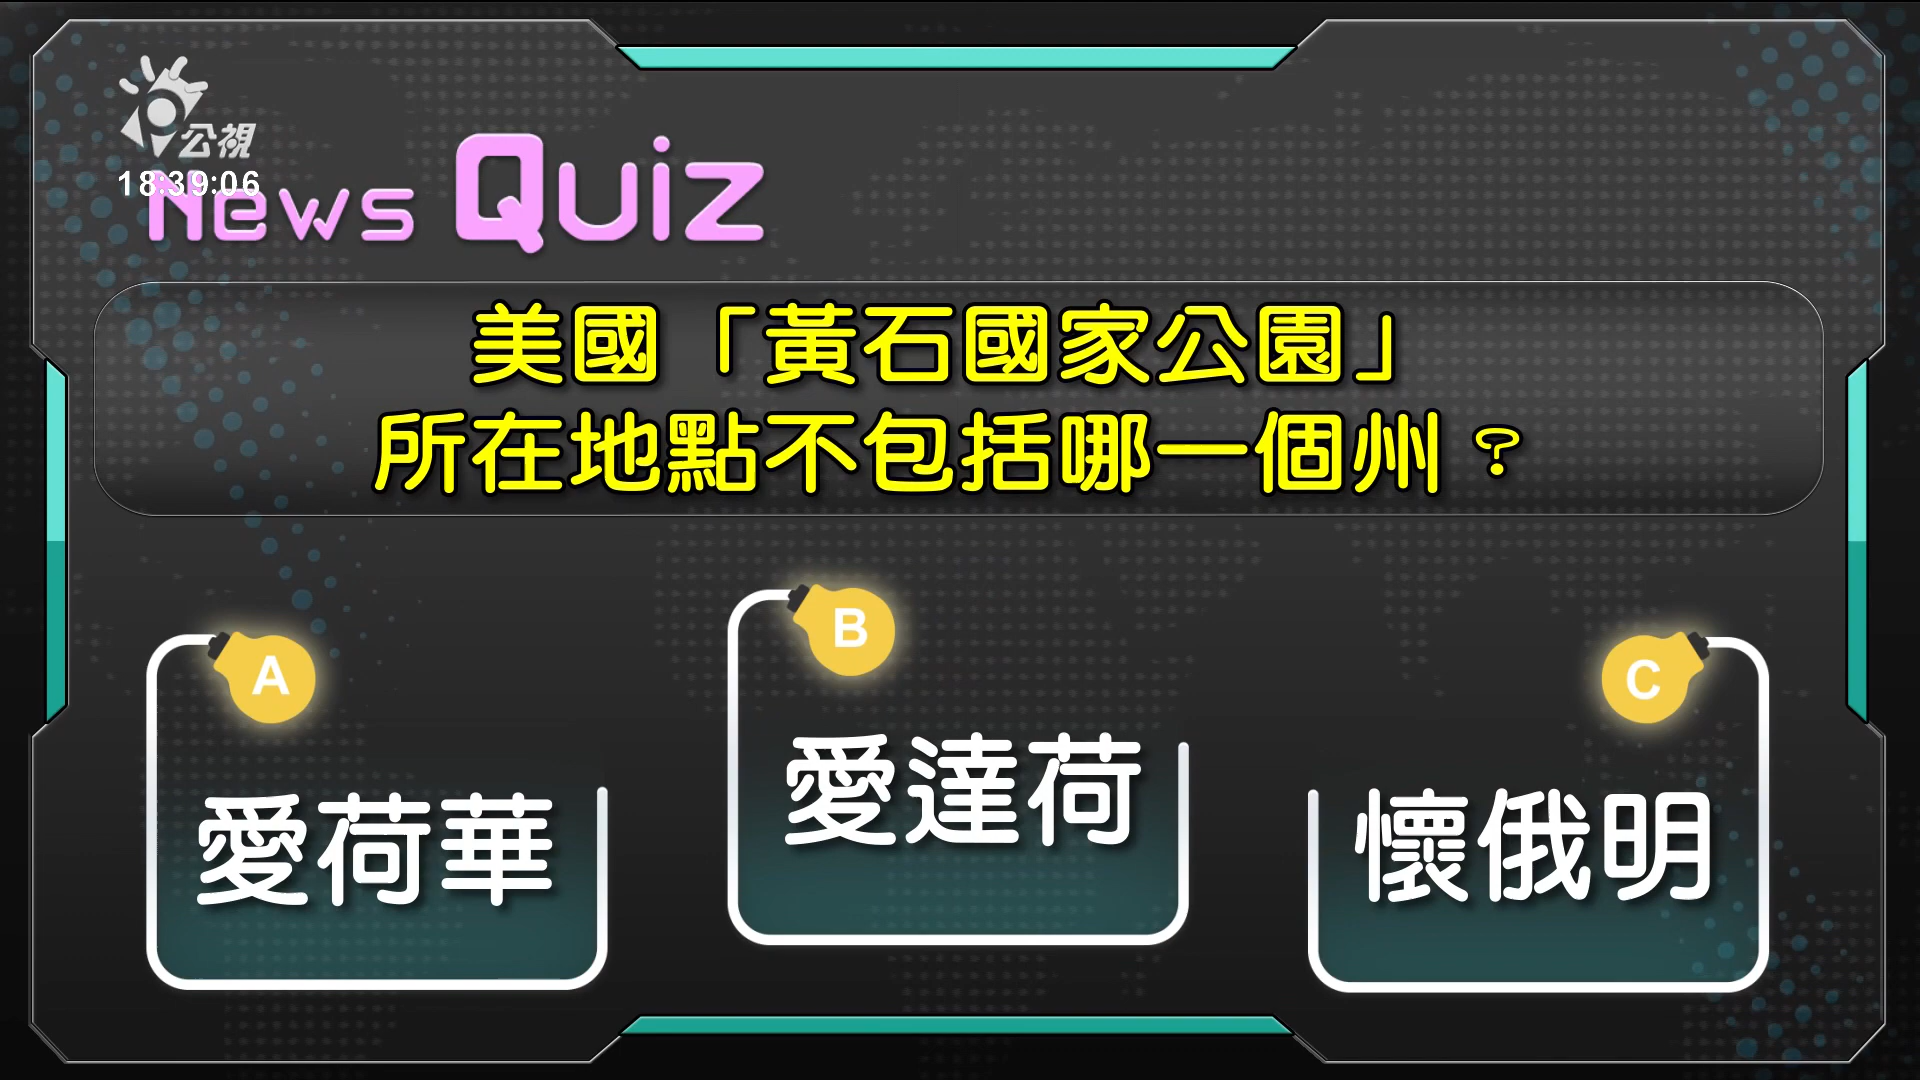 公視
18:39:06
News Quiz
美國「黃石國家公園」
所在地點不包括哪一個州？
A
愛荷華
B
愛達荷
C
懷俄明